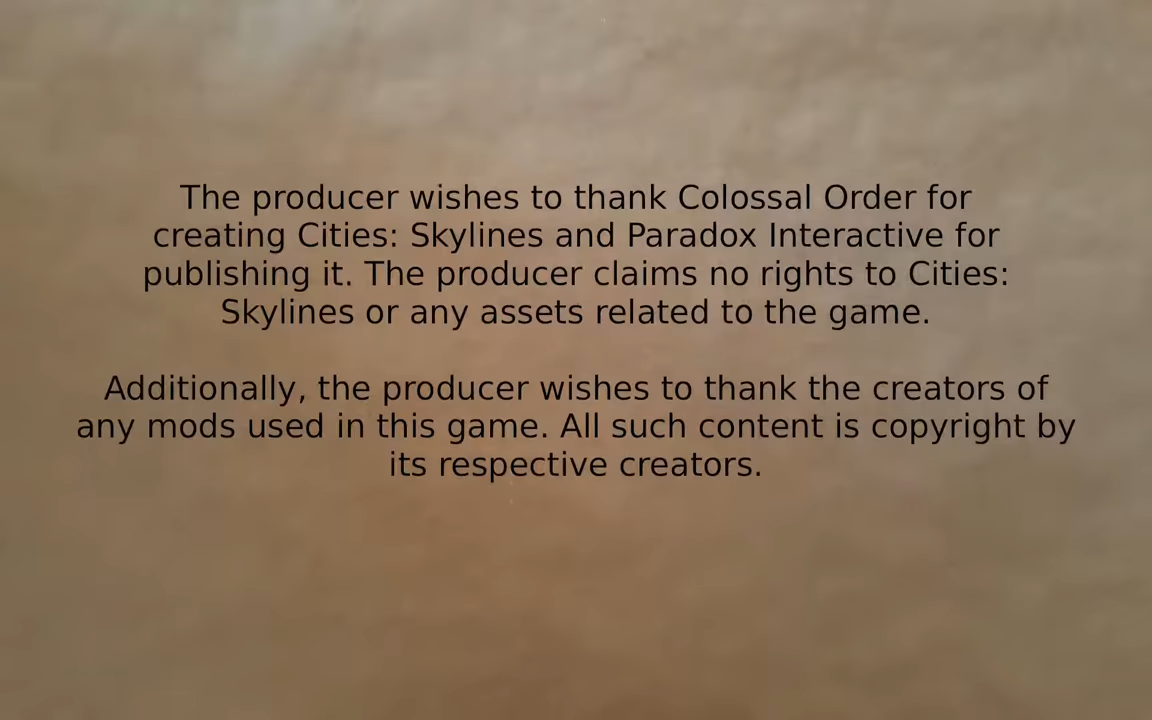 The producer wishes to thank Colossal Order for
creating Cities: Skylines and Paradox Interactive for
publishing it. The producer claims no rights to Cities:
Skylines or any assets related to the game.
Additionally, the producer wishes to thank the creators of
any mods used in this game. All such content is copyright by
its respective creators.